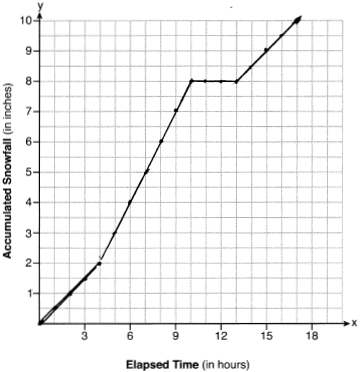 y
10
9
8
7
6
5
4
3
2
1
Accumulated Snowfall (in inches)
3 6 9 12 15 18 x
Elapsed Time (in hours)